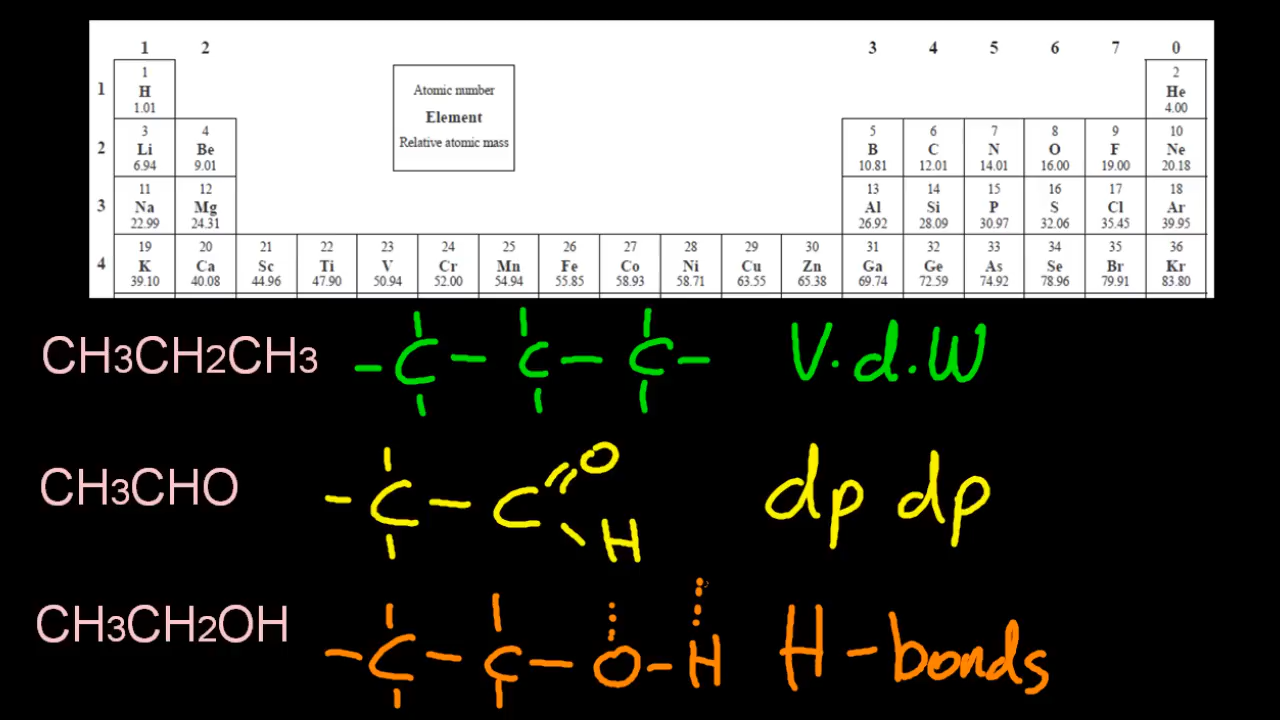 1 2 3 4 5 6 7 0
1 1 2
H Atomic number He
1.01 Element 4.00
Relative atomic mass
2 3 4 5 6 7 8 9 10
Li Be B C N O F Ne
6.94 9.01 10.81 12.01 14.01 16.00 19.00 20.18
3 11 12 13 14 15 16 17 18
Na Mg Al Si P S Cl Ar
22.99 24.31 26.92 28.09 30.97 32.06 35.45 39.95
4 19 20 21 22 23 24 25 26 27 28 29 30 31 32 33 34 35 36
K Ca Sc Ti V Cr Mn Fe Co Ni Cu Zn Ga Ge As Se Br Kr
39.10 40.08 44.96 47.90 50.94 52.00 54.94 55.85 58.93 58.71 63.55 65.38 69.74 72.59 74.92 78.96 79.91 83.80
CH3CH2CH3 - C - C - C - V.d.W
CH3CHO - C - C = O H dp dp
CH3CH2OH - C - C - O - H H-bonds